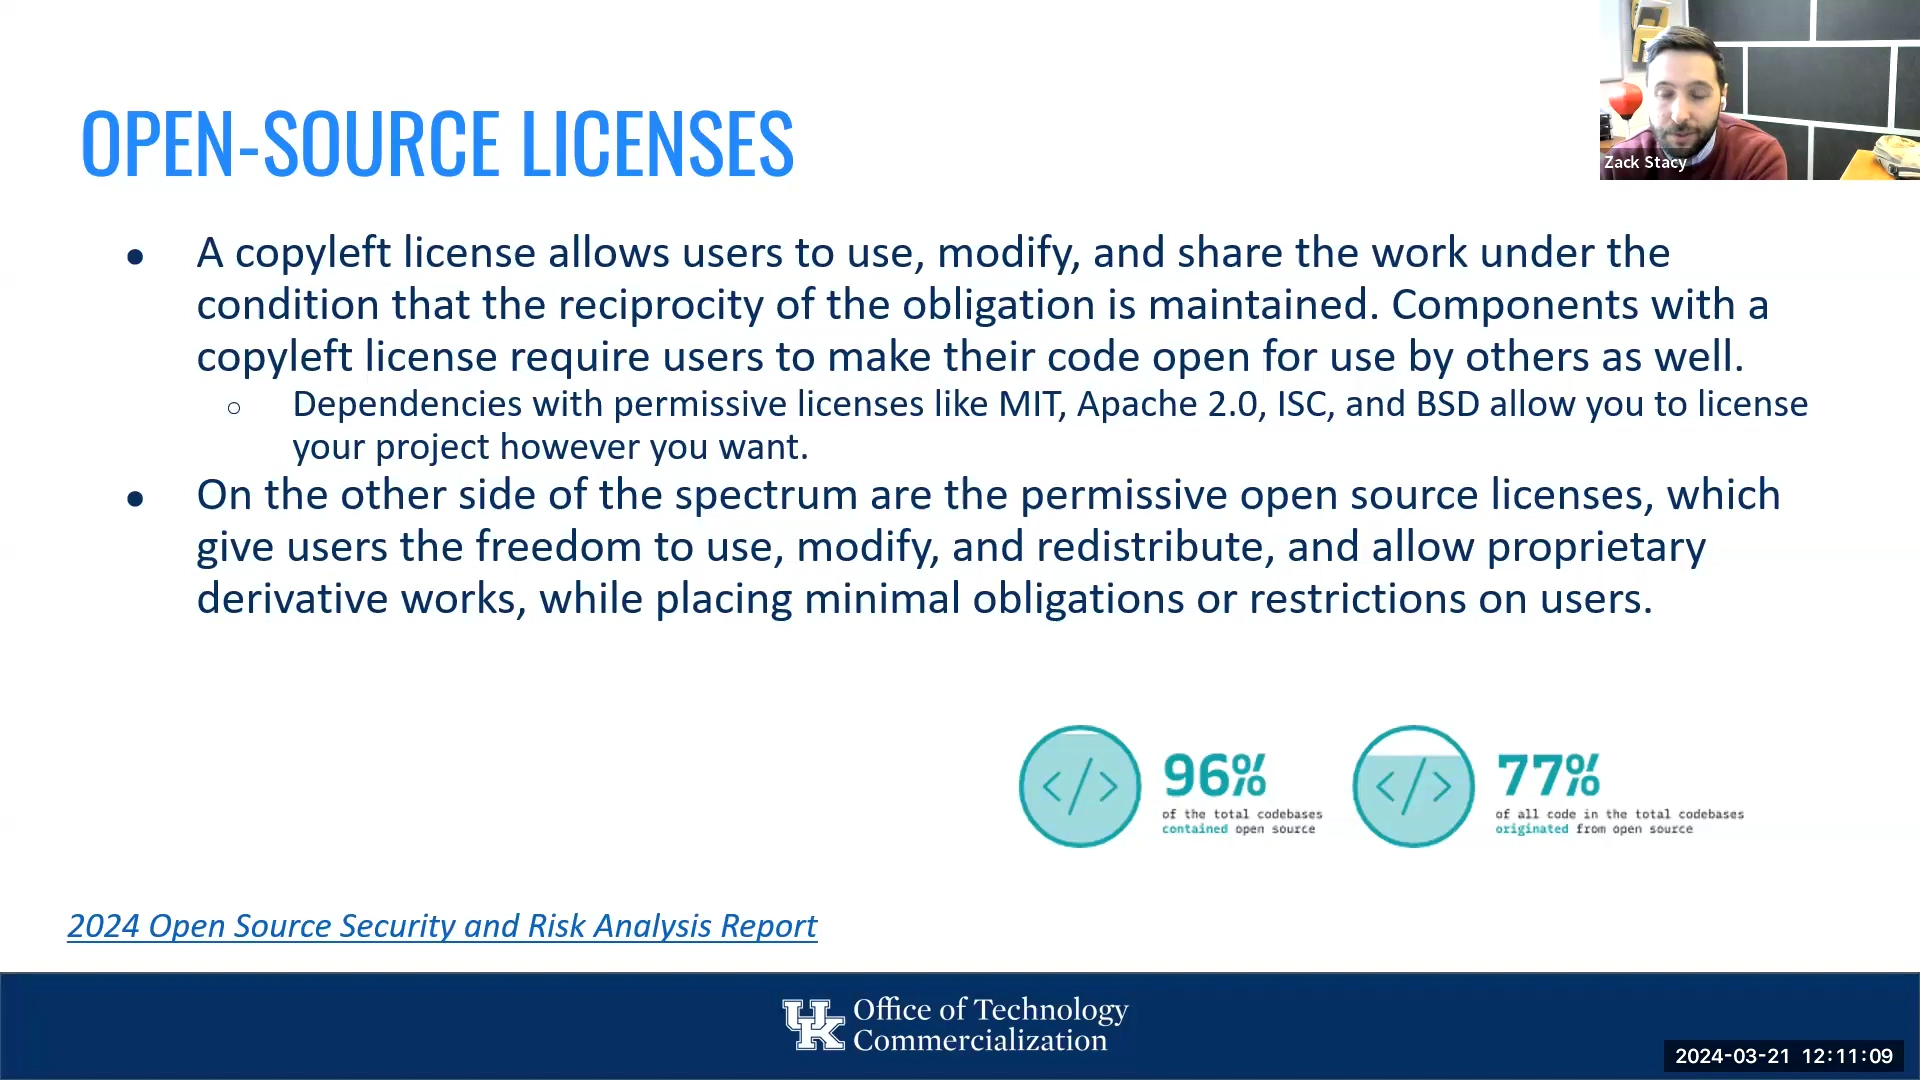 Zack Stacy
OPEN-SOURCE LICENSES
● A copyleft license allows users to use, modify, and share the work under the
condition that the reciprocity of the obligation is maintained. Components with a
copyleft license require users to make their code open for use by others as well.
○ Dependencies with permissive licenses like MIT, Apache 2.0, ISC, and BSD allow you to license
your project however you want.
● On the other side of the spectrum are the permissive open source licenses, which
give users the freedom to use, modify, and redistribute, and allow proprietary
derivative works, while placing minimal obligations or restrictions on users.
</> 96%
of the total codebases
contained open source
</> 77%
of all code in the total codebases
originated from open source
2024 Open Source Security and Risk Analysis Report
UK Office of Technology
Commercialization
2024-03-21 12:11:09